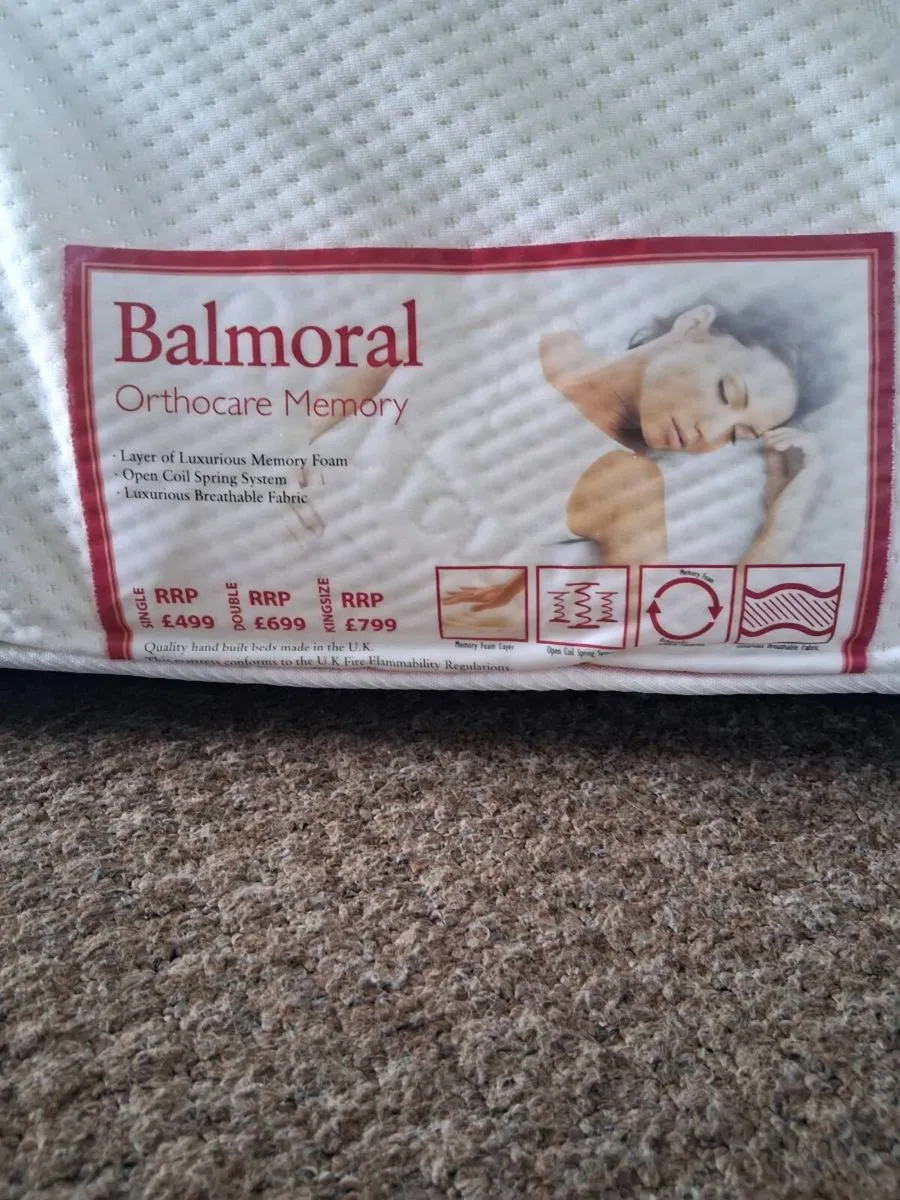 Balmoral
Orthocare Memory
· Layer of Luxurious Memory Foam
· Open Coil Spring System
· Luxurious Breathable Fabric
SINGLE RRP £499
DOUBLE RRP £699
KINGSIZE RRP £799
Memory Foam Layer
Open Coil Spring
Memory Foam
Luxurious Breathable Fabric
Quality hand built beds made in the U.K.
This mattress conforms to the U.K Fire Flammability Regulations.